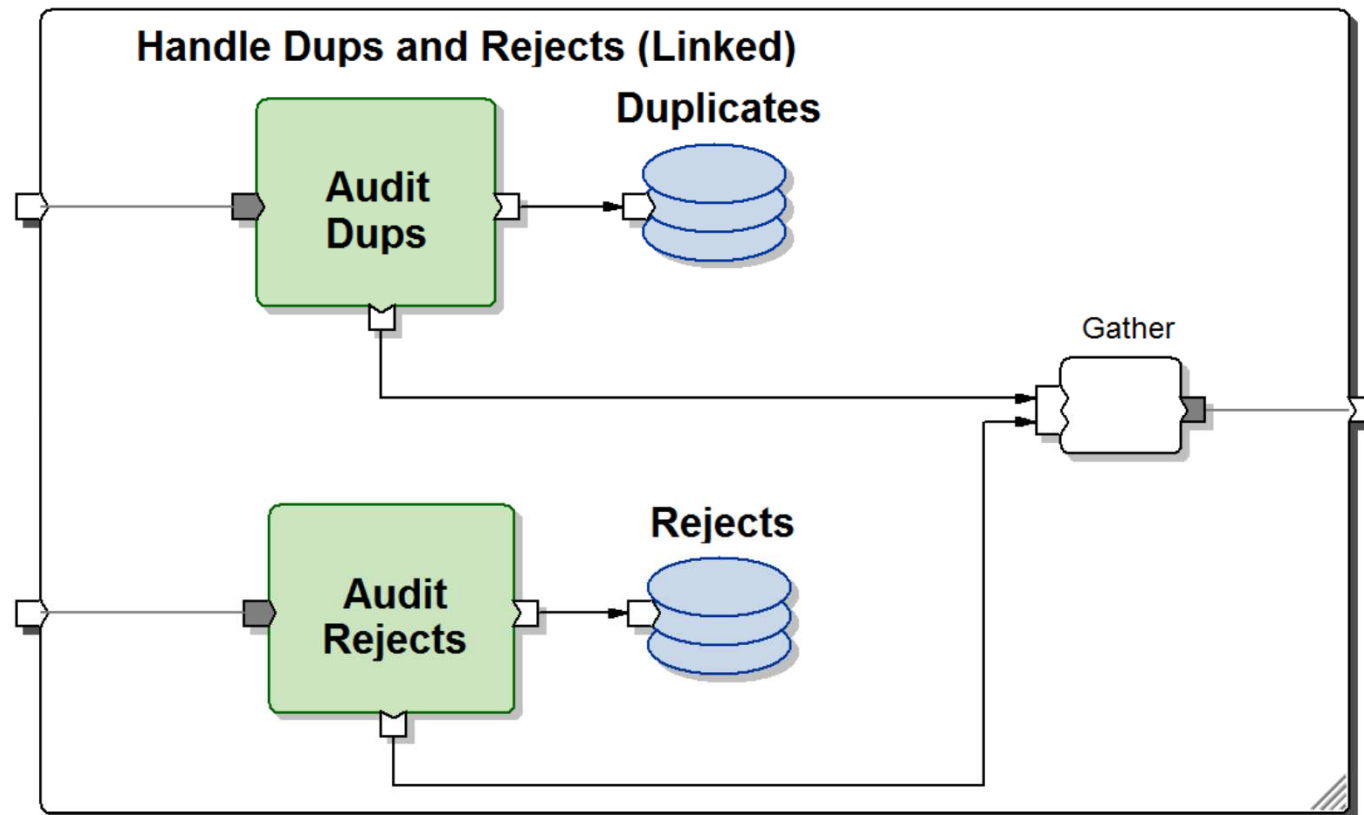 Handle Dups and Rejects (Linked)
Duplicates
Audit
Dups
Gather
Rejects
Audit
Rejects